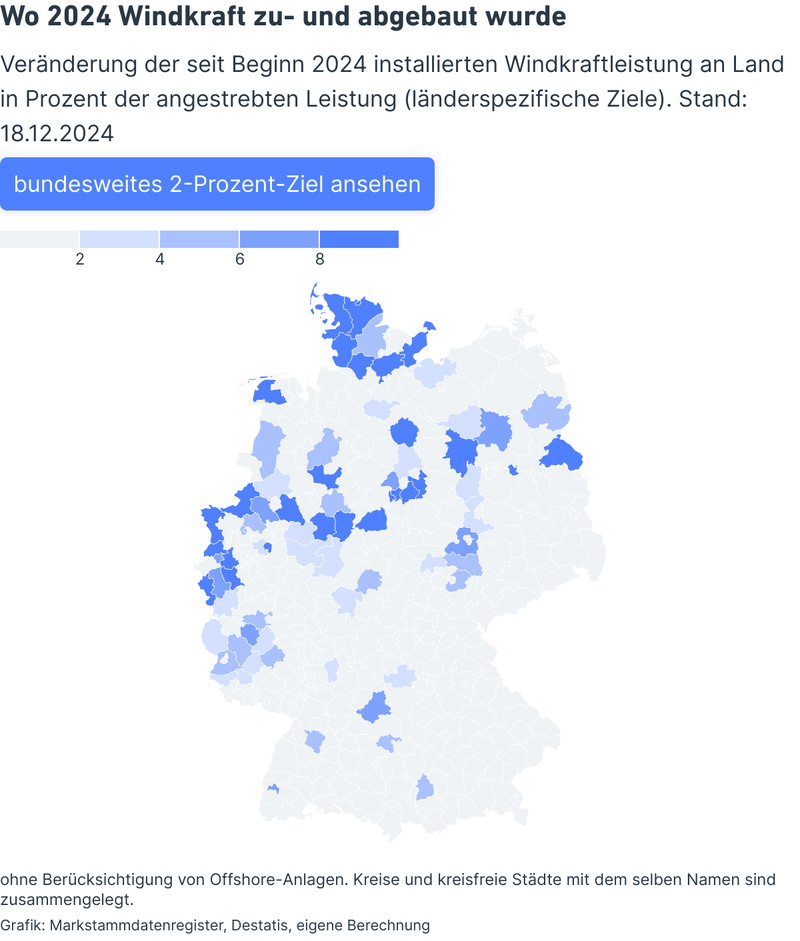 Wo 2024 Windkraft zu- und abgebaut wurde
Veränderung der seit Beginn 2024 installierten Windkraftleistung an Land
in Prozent der angestrebten Leistung (länderspezifische Ziele). Stand:
18.12.2024
bundesweites 2-Prozent-Ziel ansehen
2 4 6 8
ohne Berücksichtigung von Offshore-Anlagen. Kreise und kreisfreie Städte mit dem selben Namen sind
zusammengelegt.
Grafik: Markstammdatenregister, Destatis, eigene Berechnung